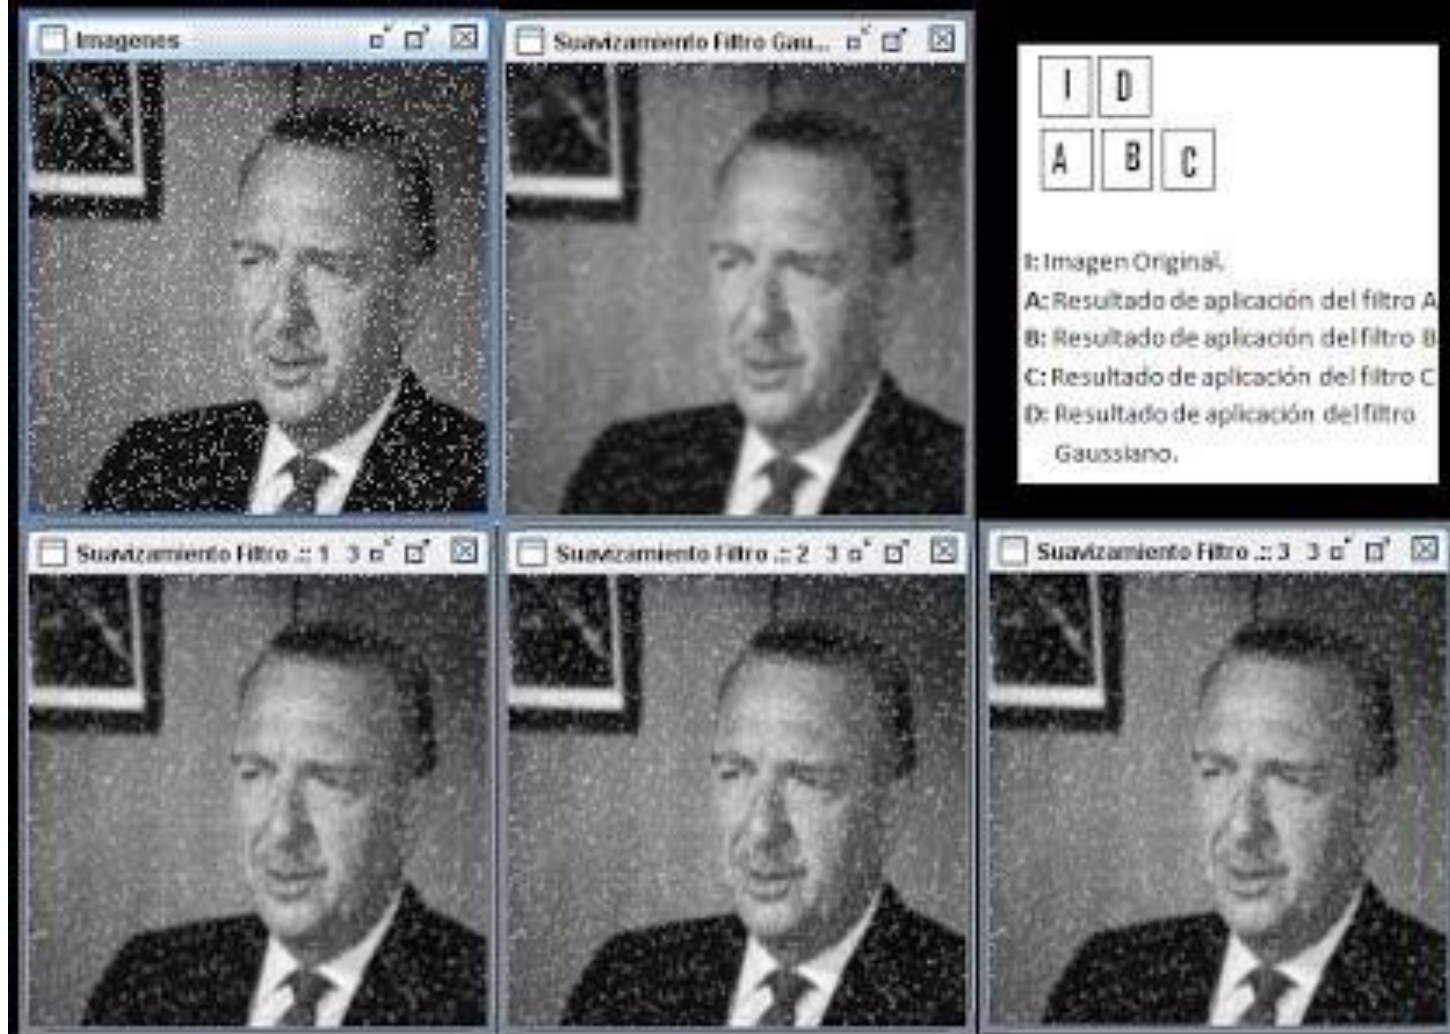 Imagenes
Suavizamiento Filtro Gau...
I D
A B C
I: Imagen Original.
A: Resultado de aplicación del filtro A
B: Resultado de aplicación del filtro B
C: Resultado de aplicación del filtro C
D: Resultado de aplicación del filtro
Gaussiano.
Suavizamiento Filtro .:: 1 3
Suavizamiento Filtro .:: 2 3
Suavizamiento Filtro .:: 3 3